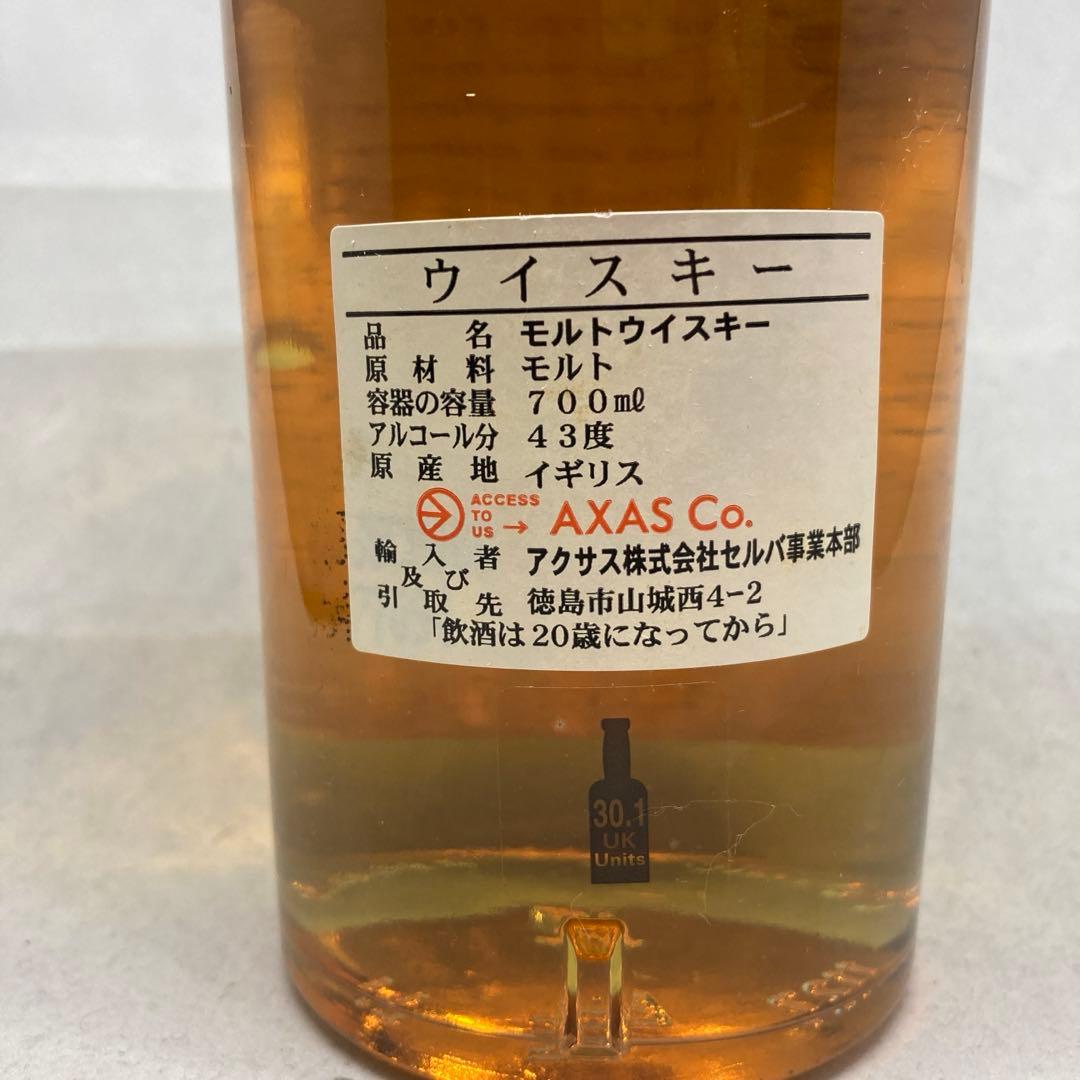 ウイスキー
品名 モルトウイスキー
原材料 モルト
容器の容量 700㎖
アルコール分 43度
原産地 イギリス
ACCESS
TO
US → AXAS Co.
輸入者 アクサス株式会社セルバ事業本部
及び
引取先 徳島市山城西4-2
「飲酒は20歳になってから」
30.1
UK
Units